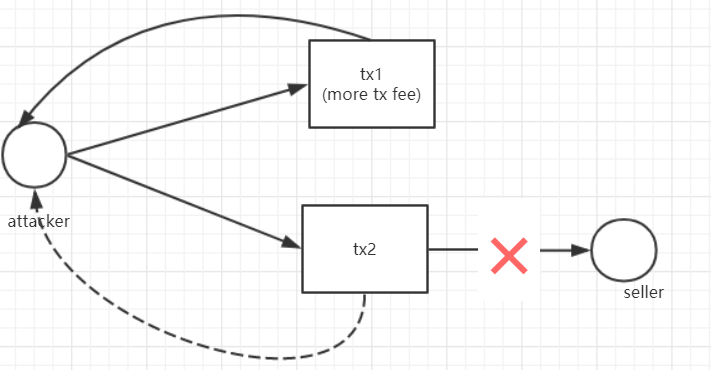 tx1
(more tx fee)
attacker
tx2
seller